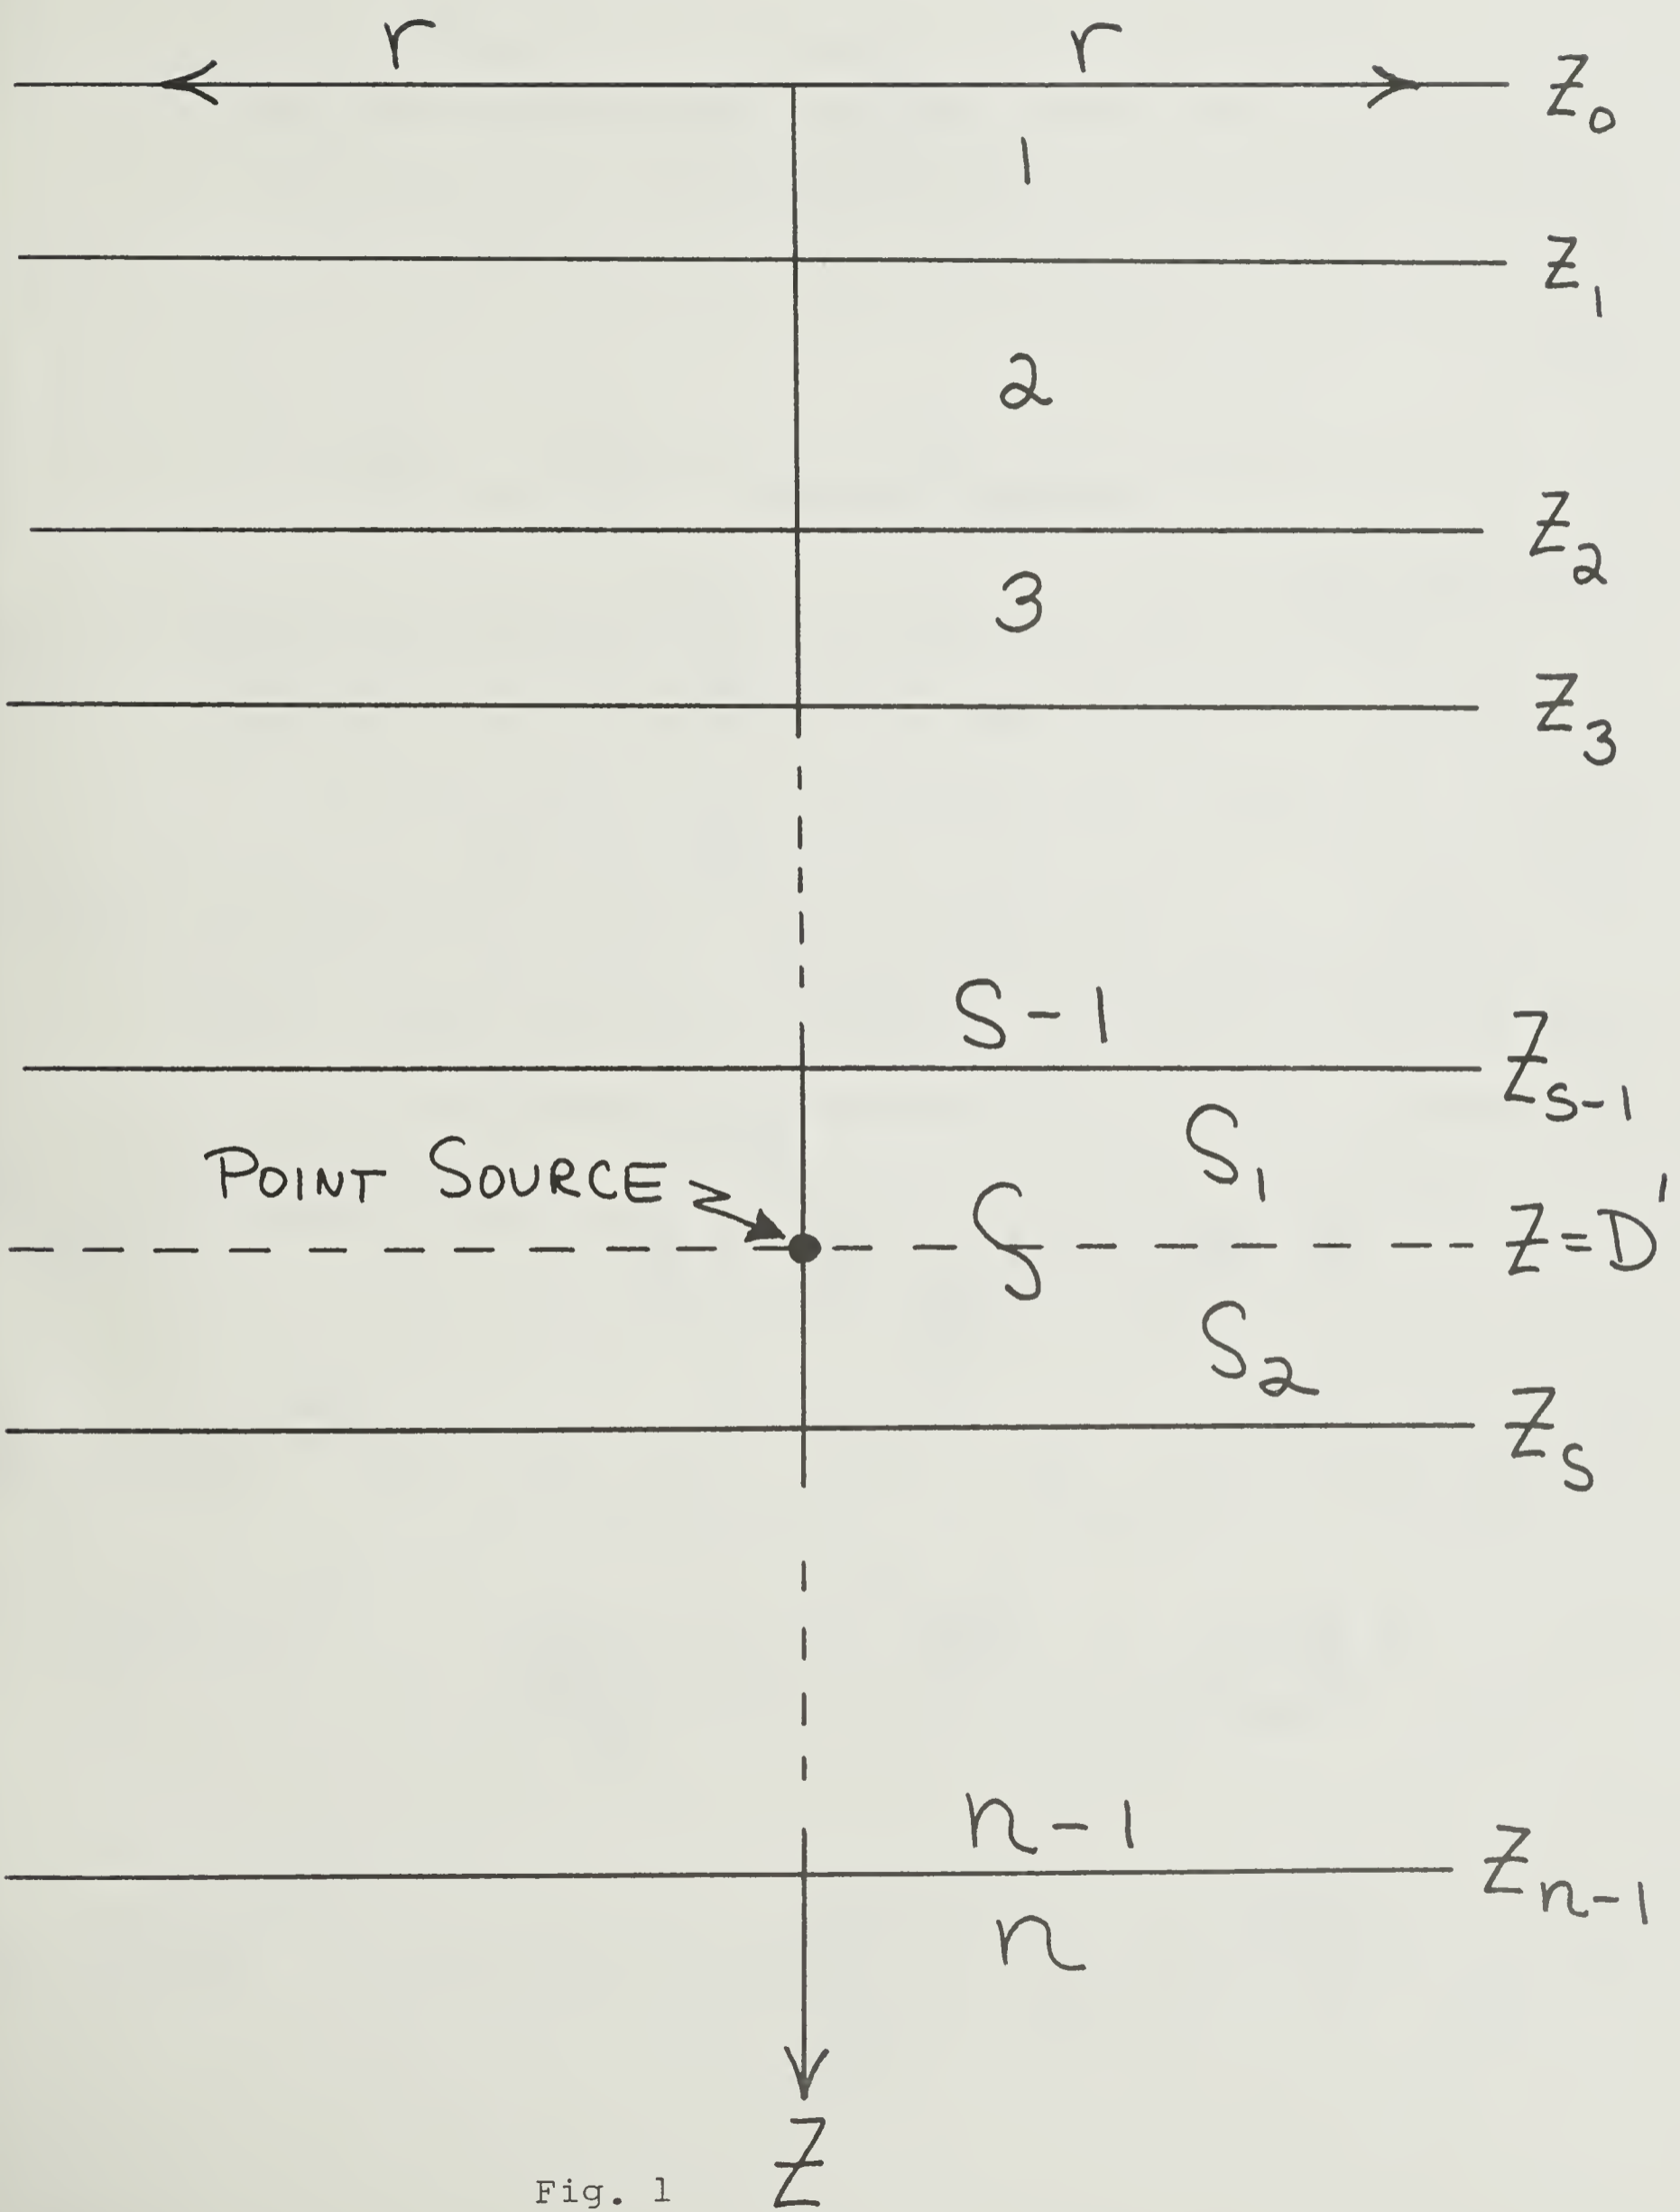 r r
Z0
1
Z1
2
Z2
3
Z3
S-1
Zs-1
S1
POINT SOURCE
S
Z=D'
S2
Zs
n-1
Zn-1
n
Z
Fig. 1